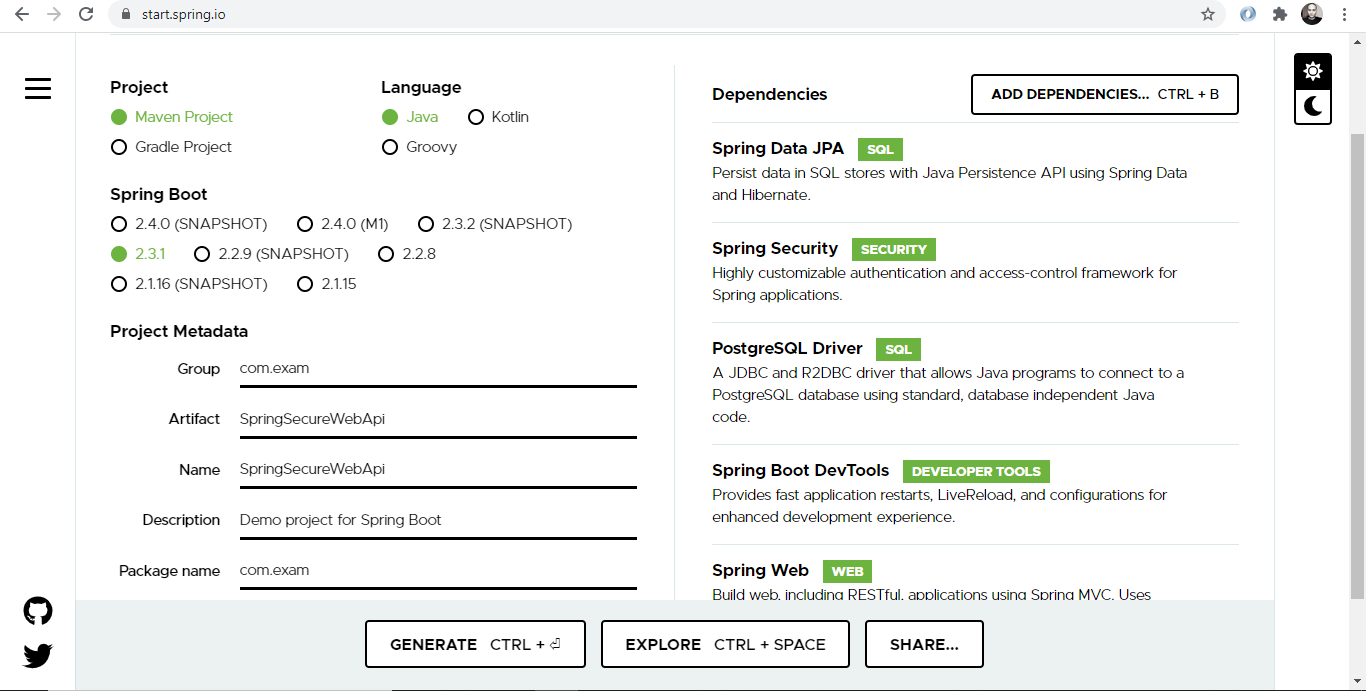 start.spring.io
Project
Maven Project
Gradle Project
Language
Java Kotlin
Groovy
Spring Boot
2.4.0 (SNAPSHOT) 2.4.0 (M1) 2.3.2 (SNAPSHOT)
2.3.1 2.2.9 (SNAPSHOT) 2.2.8
2.1.16 (SNAPSHOT) 2.1.15
Project Metadata
Group com.exam
Artifact SpringSecureWebApi
Name SpringSecureWebApi
Description Demo project for Spring Boot
Package name com.exam
Dependencies ADD DEPENDENCIES... CTRL + B
Spring Data JPA SQL
Persist data in SQL stores with Java Persistence API using Spring Data
and Hibernate.
Spring Security SECURITY
Highly customizable authentication and access-control framework for
Spring applications.
PostgreSQL Driver SQL
A JDBC and R2DBC driver that allows Java programs to connect to a
PostgreSQL database using standard, database independent Java
code.
Spring Boot DevTools DEVELOPER TOOLS
Provides fast application restarts, LiveReload, and configurations for
enhanced development experience.
Spring Web WEB
Build web, including RESTful, applications using Spring MVC. Uses
GENERATE CTRL + ⏎ EXPLORE CTRL + SPACE SHARE...